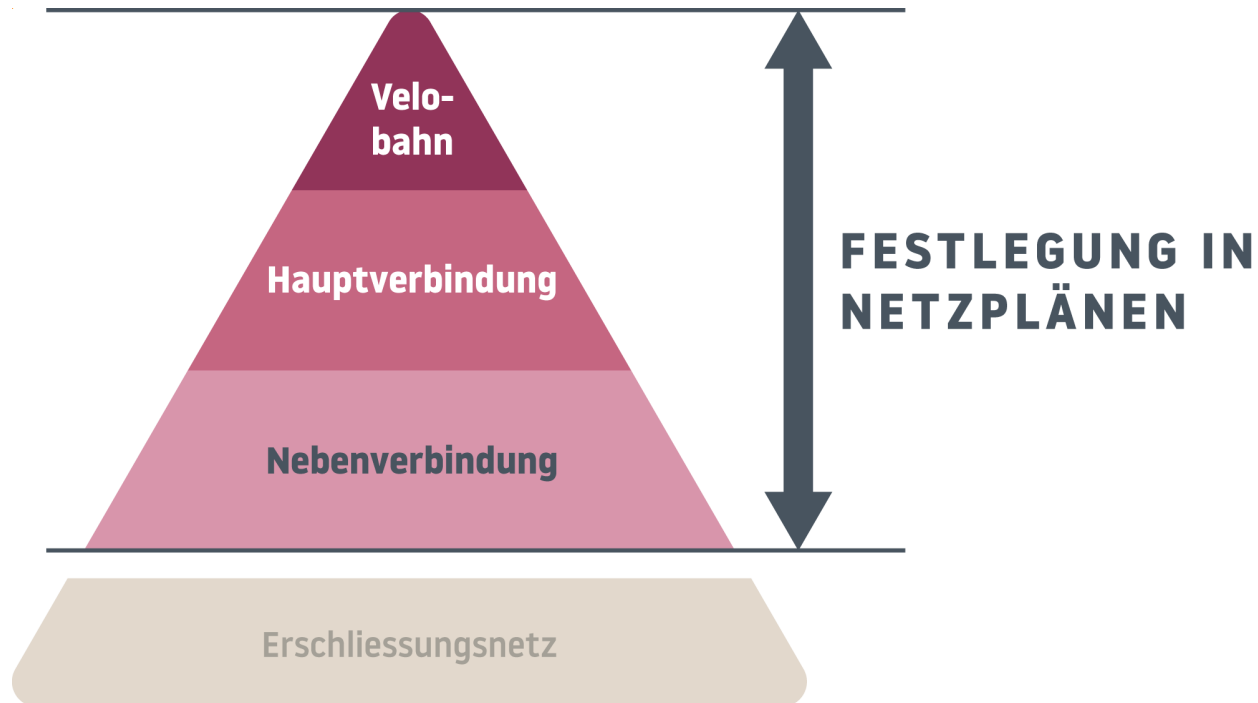 Velo-
bahn
Hauptverbindung
Nebenverbindung
FESTLEGUNG IN
NETZPLÄNEN
Erschliessungsnetz